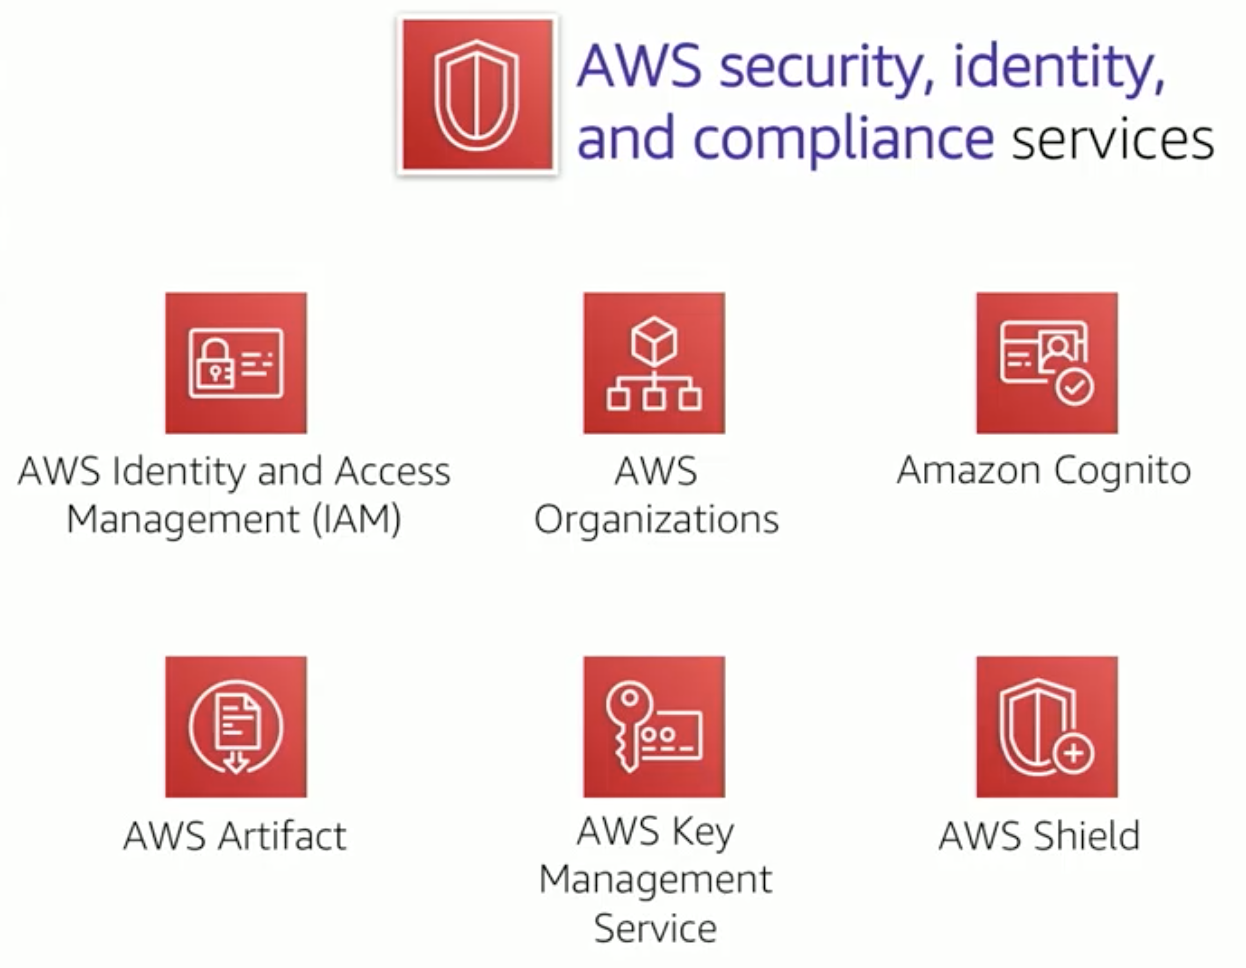 AWS security, identity,
and compliance services
AWS Identity and Access
Management (IAM)
AWS
Organizations
Amazon Cognito
AWS Artifact
AWS Key
Management
Service
AWS Shield